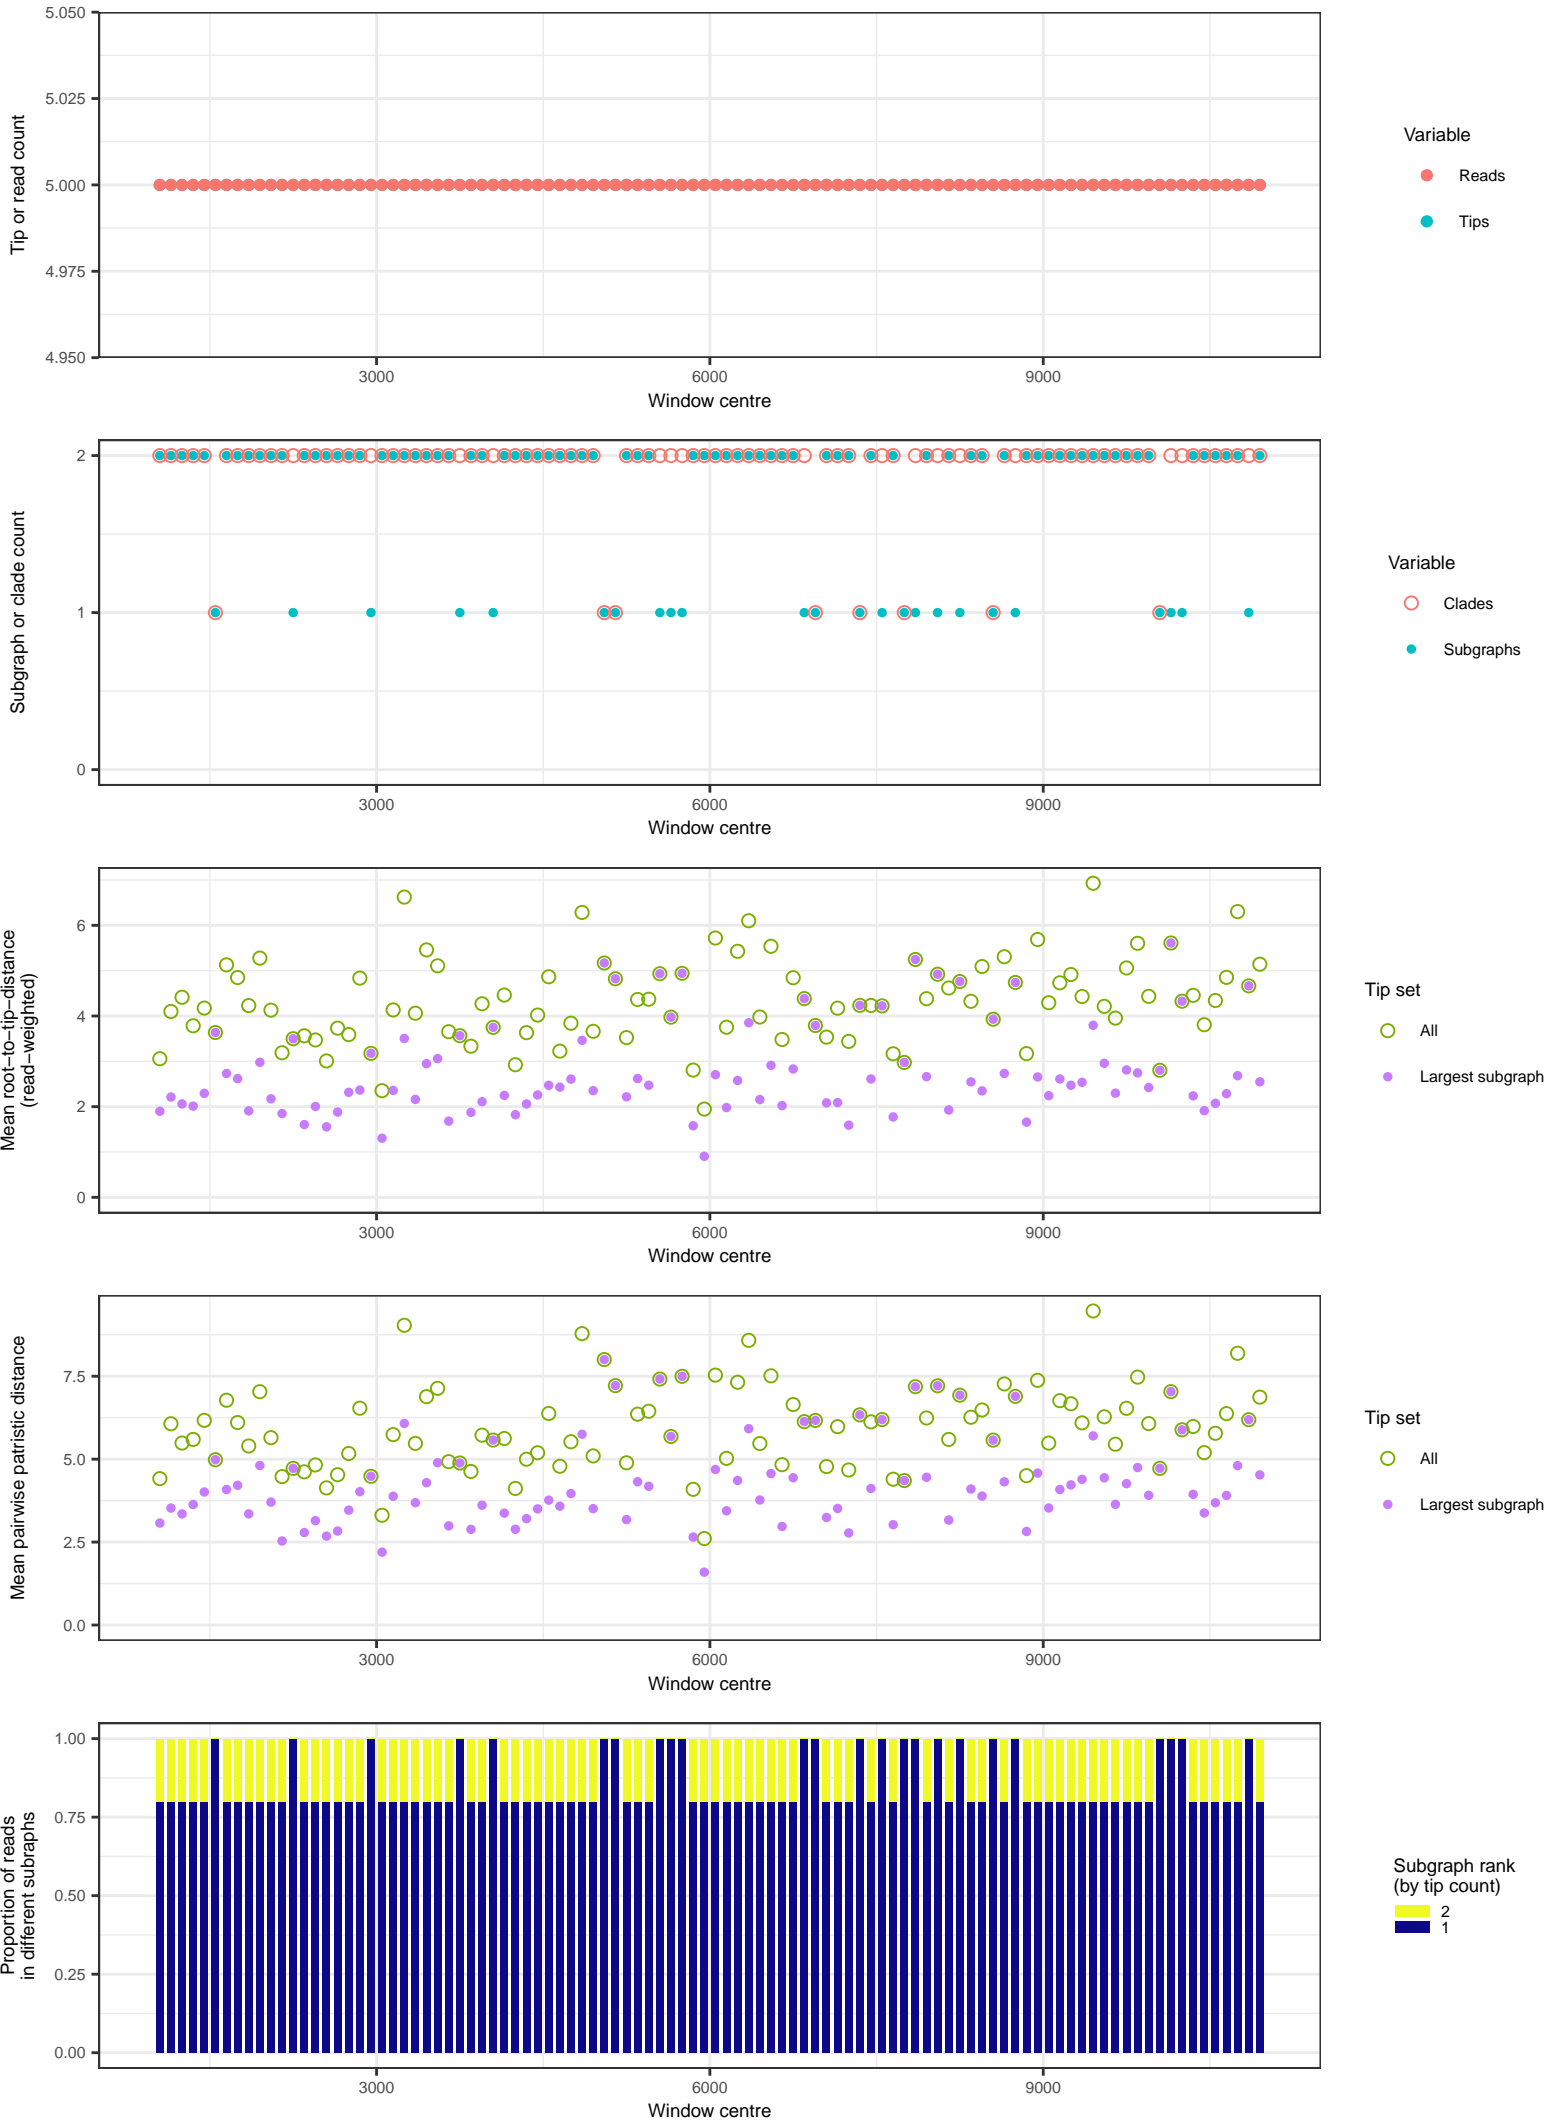 5.050
5.025
5.000
4.975
4.950
Tip or read count
3000 6000 9000
Window centre
Variable
Reads
Tips
2
1
0
Subgraph or clade count
3000 6000 9000
Window centre
Variable
Clades
Subgraphs
6
4
2
0
Mean root−to−tip−distance
(read−weighted)
3000 6000 9000
Window centre
Tip set
All
Largest subgraph
7.5
5.0
2.5
0.0
Mean pairwise patristic distance
3000 6000 9000
Window centre
Tip set
All
Largest subgraph
1.00
0.75
0.50
0.25
0.00
Proportion of reads
in different subraphs
3000 6000 9000
Window centre
Subgraph rank
(by tip count)
2
1